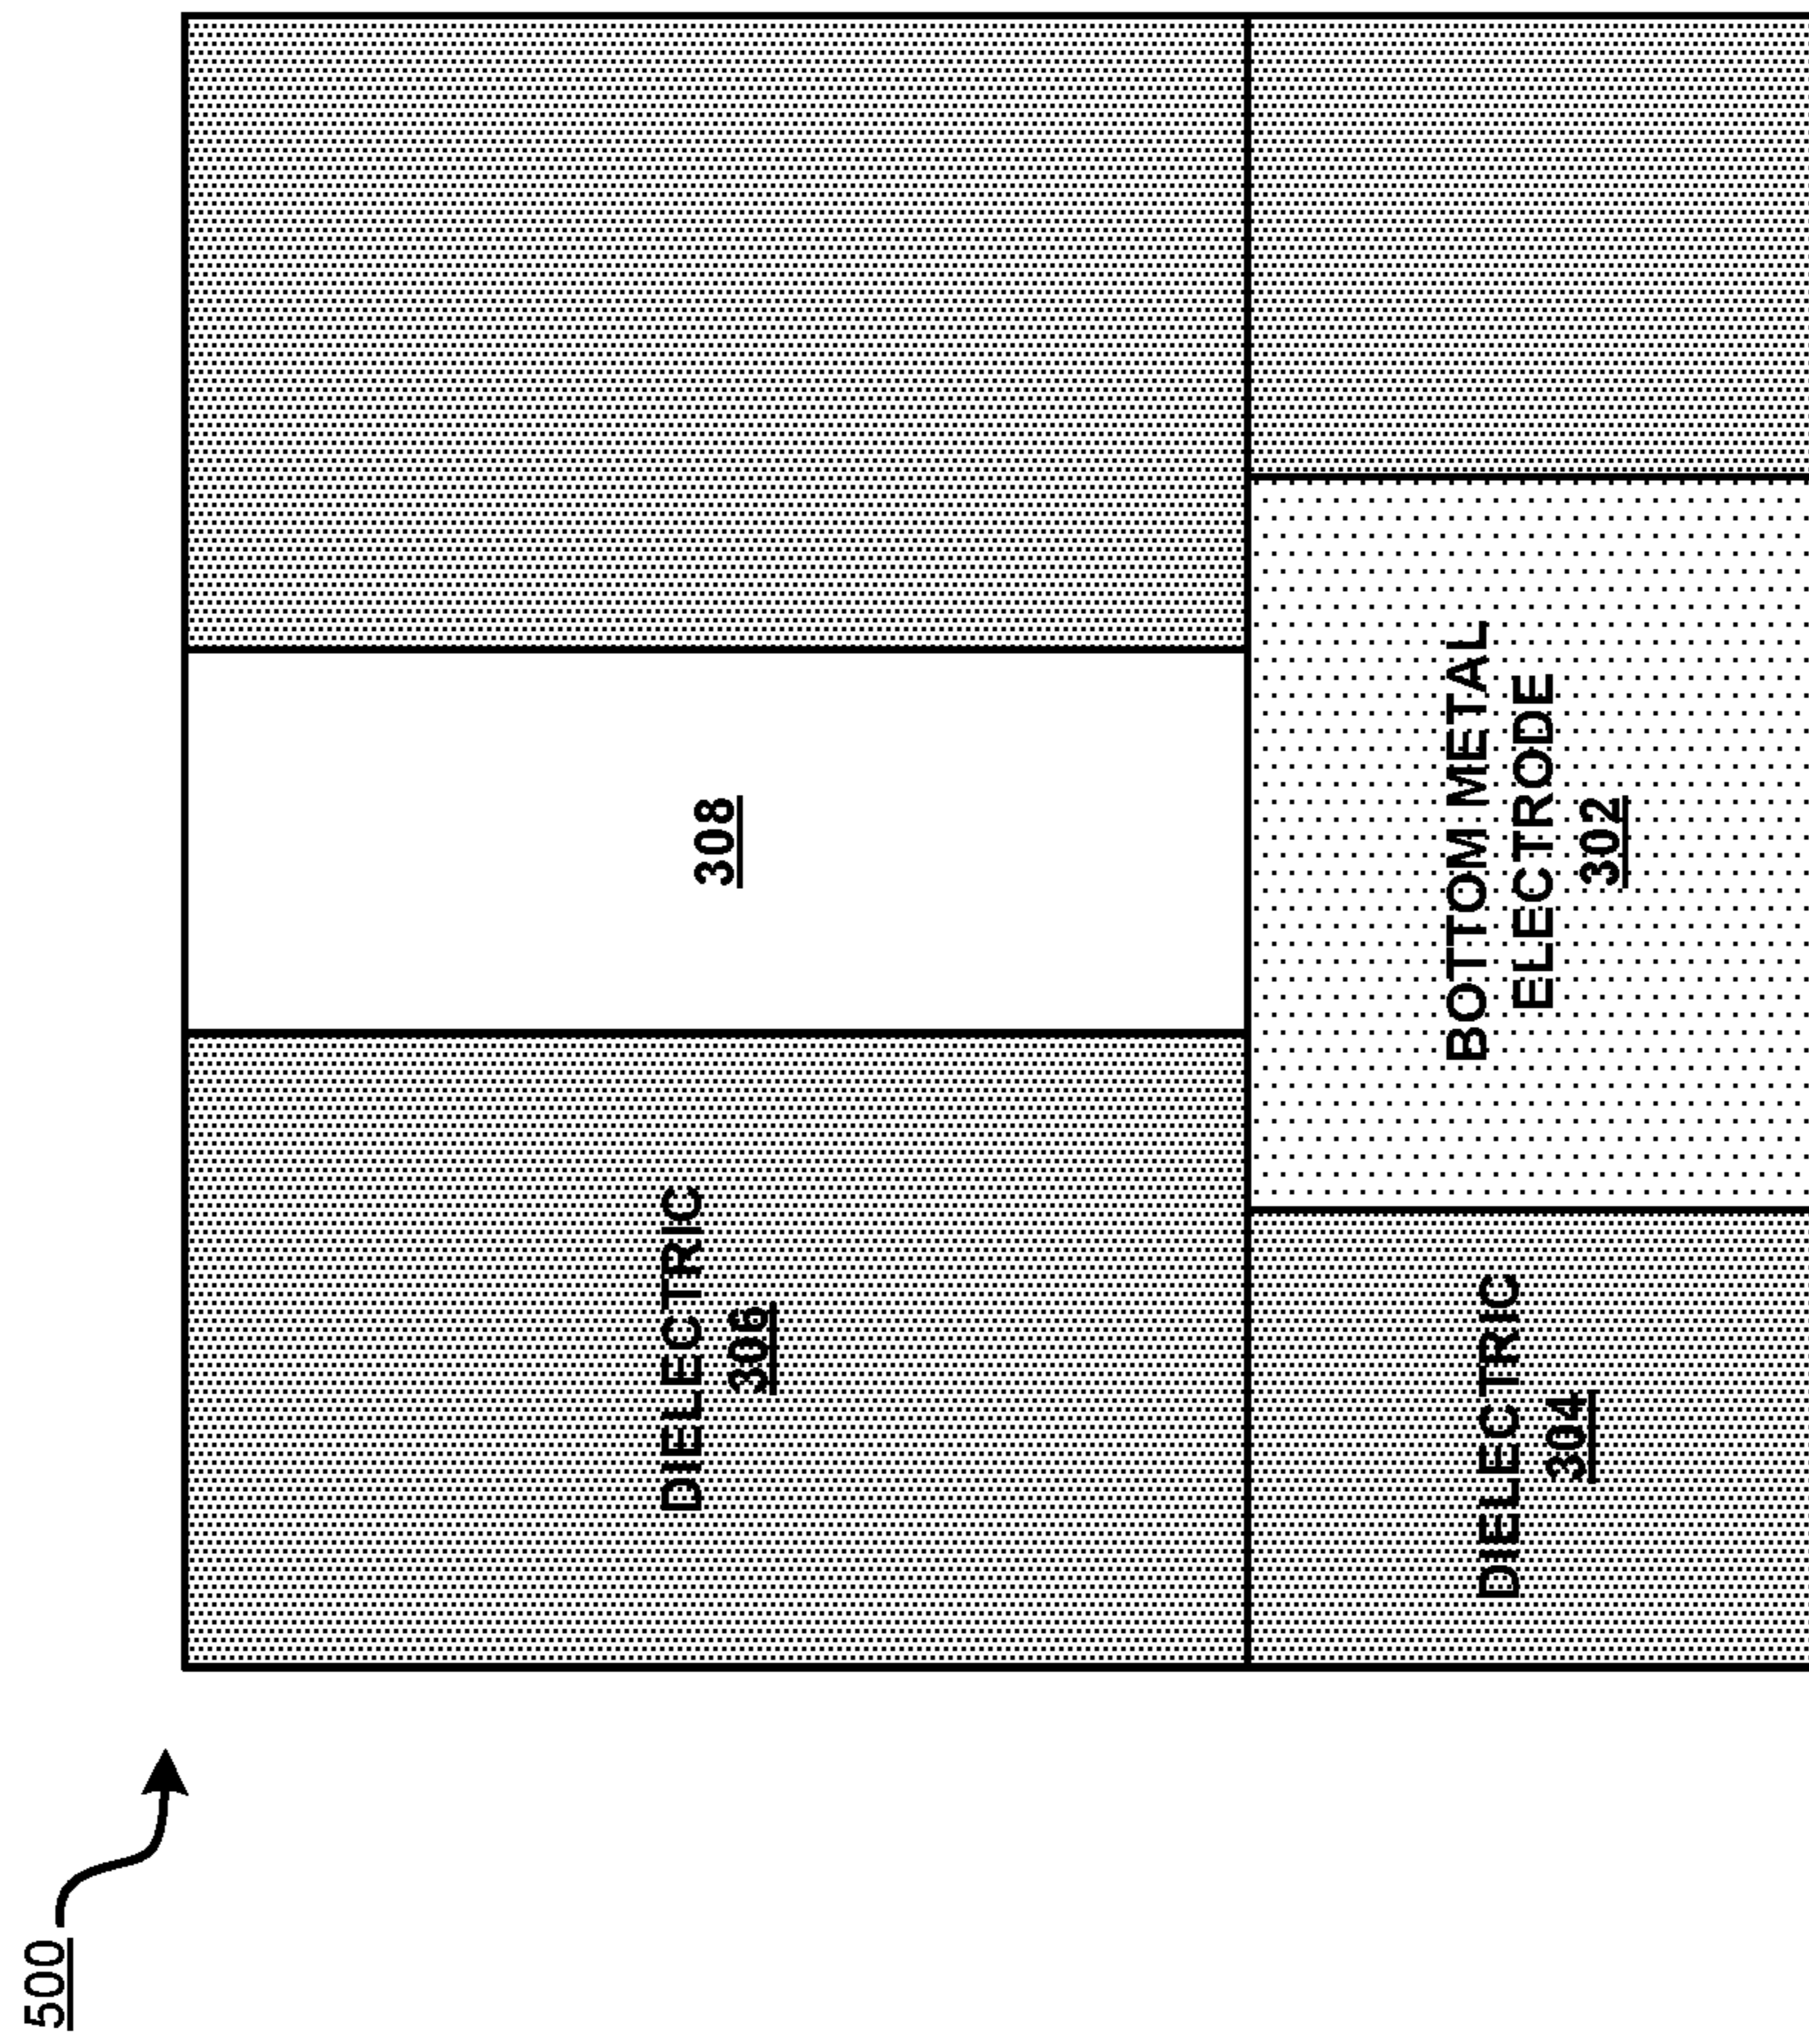 500
308
DIELECTRIC
306
BOTTOM METAL
ELECTRODE
302
DIELECTRIC
304